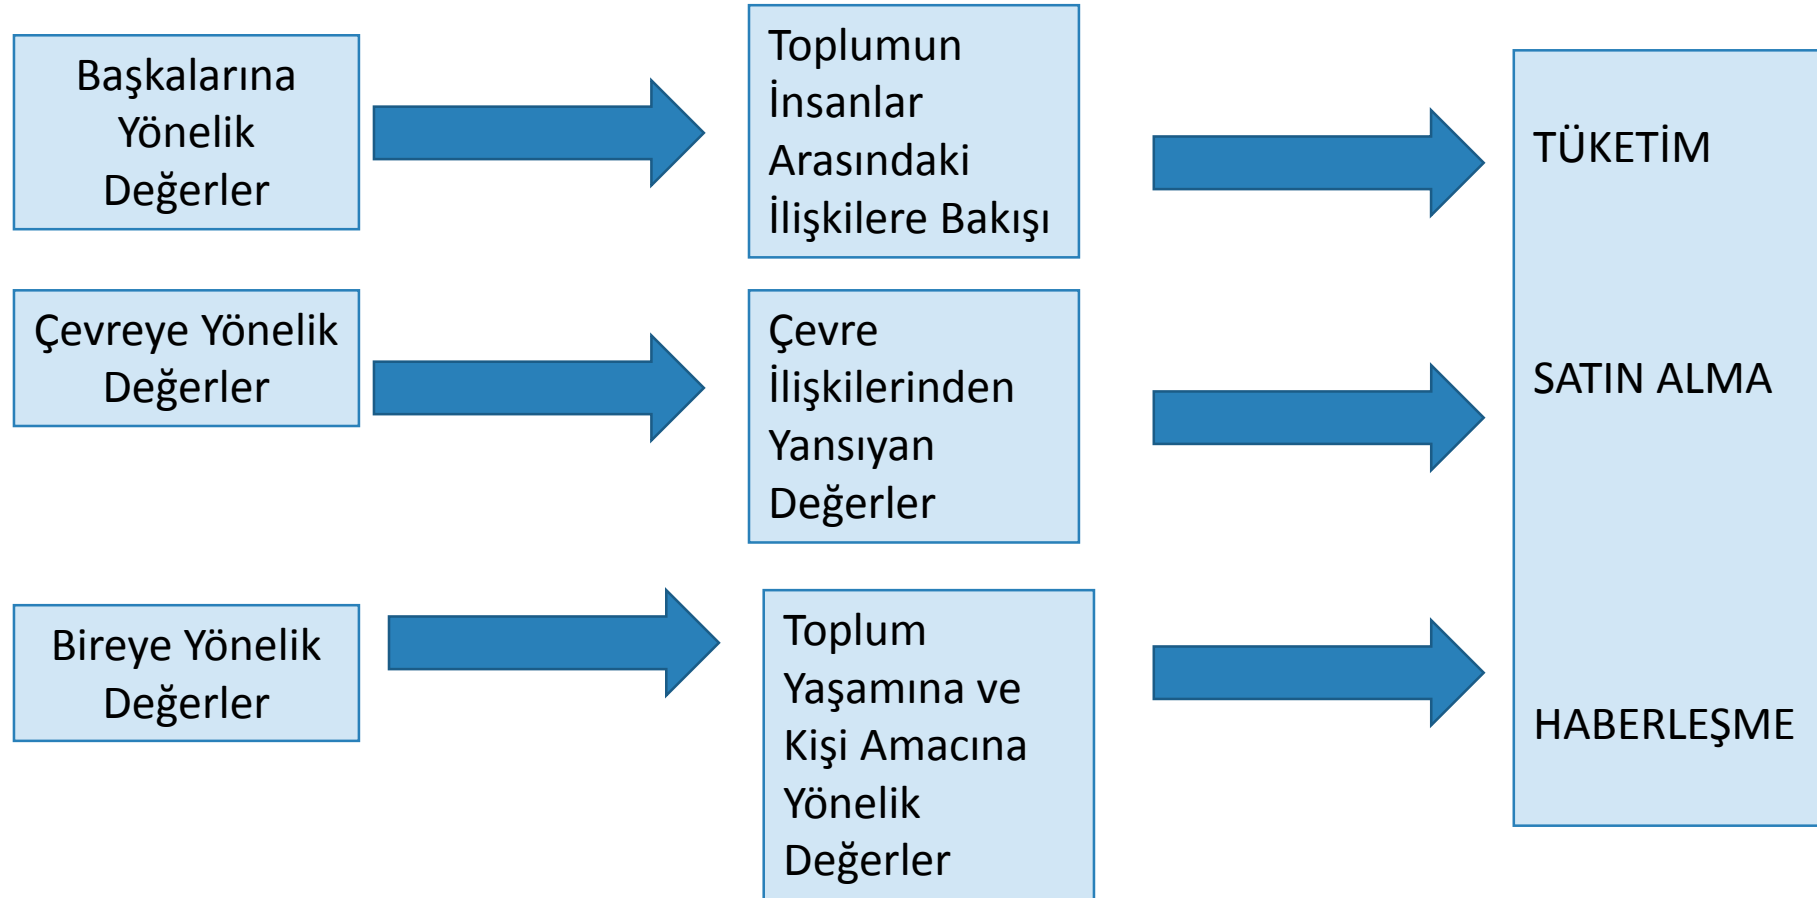 Başkalarına
Yönelik
Değerler
Toplumun
İnsanlar
Arasındaki
İlişkilere Bakışı
TÜKETİM
Çevreye Yönelik
Değerler
Çevre
İlişkilerinden
Yansıyan
Değerler
SATIN ALMA
Bireye Yönelik
Değerler
Toplum
Yaşamına ve
Kişi Amacına
Yönelik
Değerler
HABERLEŞME